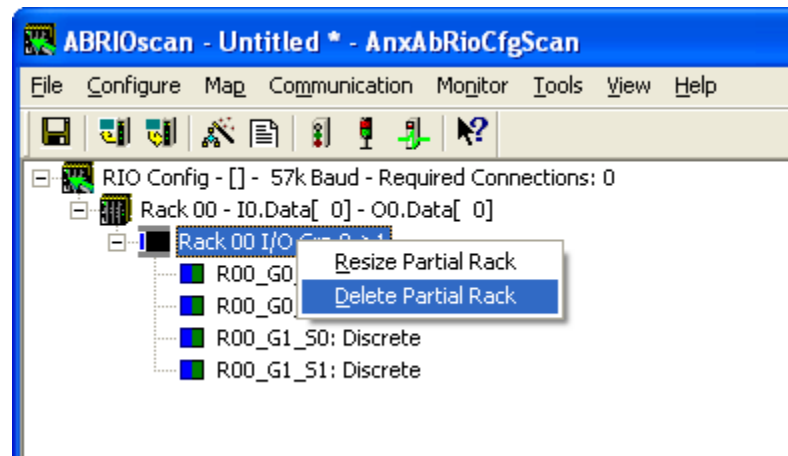 ABRIOscan - Untitled * - AnxAbRioCfgScan
File Configure Map Communication Monitor Tools View Help
RIO Config - [] - 57k Baud - Required Connections: 0
Rack 00 - I0.Data[ 0] - O0.Data[ 0]
Rack 00 I/O
Resize Partial Rack
R00_G0
Delete Partial Rack
R00_G0
R00_G1_S0: Discrete
R00_G1_S1: Discrete